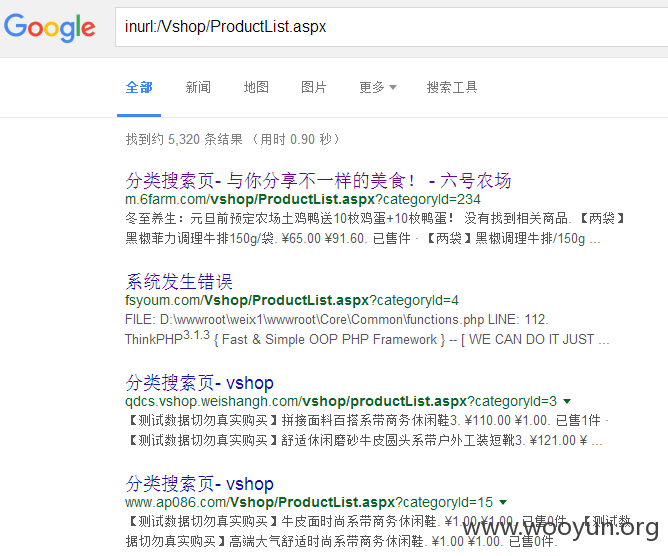 Google
inurl:/Vshop/ProductList.aspx
全部 新闻 地图 图片 更多 搜索工具
找到约 5,320 条结果 （用时 0.90 秒）
分类搜索页- 与你分享不一样的美食！ - 六号农场
m.6farm.com/vshop/ProductList.aspx?categoryId=234
冬至养生：元旦前预定农场土鸡鸭送10枚鸡蛋+10枚鸭蛋！ 没有找到相关商品. 【两袋】
黑椒菲力调理牛排150g/袋. ¥65.00 ¥91.60. 已售件 · 【两袋】黑椒调理牛排/150g ...
系统发生错误
fsyoum.com/Vshop/ProductList.aspx?categoryId=4
FILE: D:\wwwroot\weix1\wwwroot\Core\Common\functions.php LINE: 112.
ThinkPHP3.1.3 { Fast & Simple OOP PHP Framework } -- [ WE CAN DO IT JUST ...
分类搜索页- vshop
qdcs.vshop.weishangh.com/vshop/productList.aspx?categoryId=3
【测试数据切勿真实购买】拼接面料百搭系带商务休闲鞋3. ¥110.00 ¥1.00. 已售1件 ·
【测试数据切勿真实购买】舒适休闲磨砂牛皮圆头系带户外工装短靴3. ¥121.00 ¥ ...
分类搜索页- vshop
www.ap086.com/Vshop/ProductList.aspx?categoryId=15
【测试数据切勿真实购买】牛皮面时尚系带商务休闲鞋. ¥1.00 ¥1.00. 已售0件. 【测试数
据切勿真实购买】高端大气舒适时尚系带休闲鞋. ¥1.00 ¥1.00. 已售0件.
www.wooyun.org